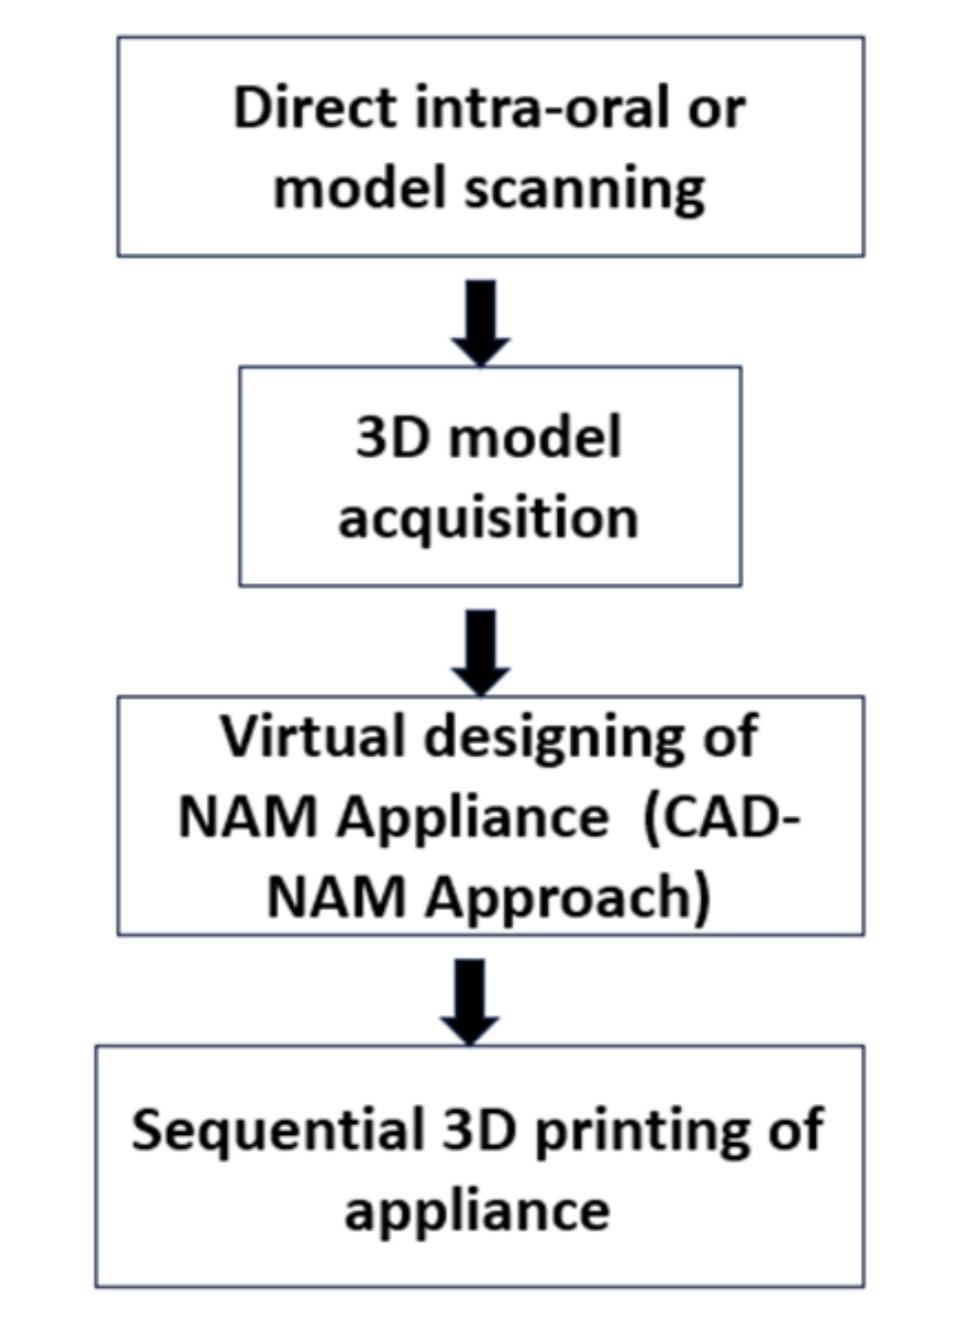 Direct intra-oral or
model scanning
3D model
acquisition
Virtual designing of
NAM Appliance  (CAD-
NAM Approach)
Sequential 3D printing of
appliance